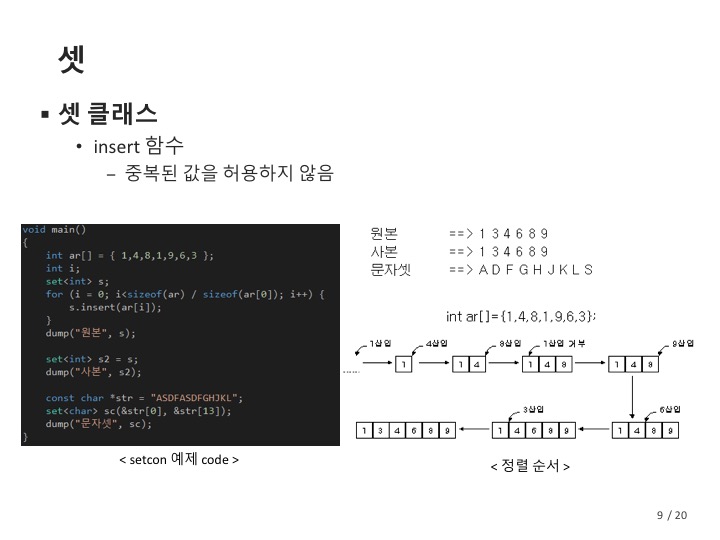 셋
▪ 셋 클래스
• insert 함수
– 중복된 값을 허용하지 않음
void main()
{
int ar[] = { 1,4,8,1,9,6,3 };
int i;
set<int> s;
for (i = 0; i<sizeof(ar) / sizeof(ar[0]); i++) {
s.insert(ar[i]);
}
dump("원본", s);
set<int> s2 = s;
dump("사본", s2);
const char *str = "ASDFASDFGHJKL";
set<char> sc(&str[0], &str[13]);
dump("문자셋", sc);
}
< setcon 예제 code >
원본 ==> 1 3 4 6 8 9
사본 ==> 1 3 4 6 8 9
문자셋 ==> A D F G H J K L S
int ar[]={1,4,8,1,9,6,3};
1삽입 4삽입 8삽입 1삽입 거부 9삽입
...... 1 1 4 1 4 8 1 4 8
3삽입 6삽입
1 3 4 6 8 9 1 4 6 8 9 1 4 8 9
< 정렬 순서 >
9 / 20